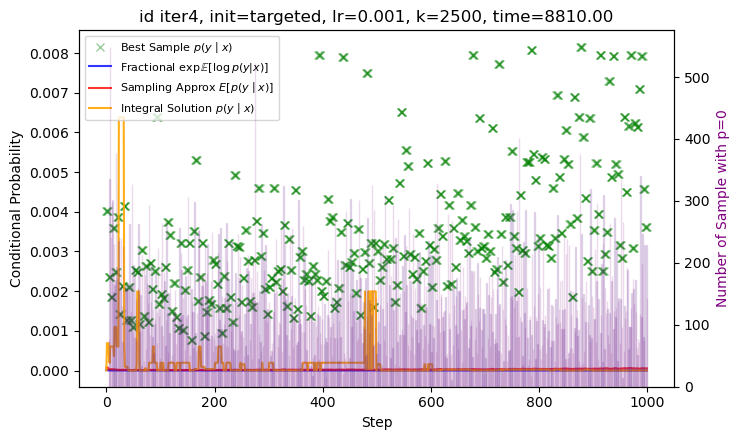 id iter4, init=targeted, lr=0.001, k=2500, time=8810.00
Best Sample p(y | x)
Fractional exp𝔼[log p(y|x)]
Sampling Approx E[p(y | x)]
Integral Solution p(y | x)
Conditional Probability
0.008
0.007
0.006
0.005
0.004
0.003
0.002
0.001
0.000
500
400
300
200
100
0
Number of Sample with p=0
0 200 400 600 800 1000
Step